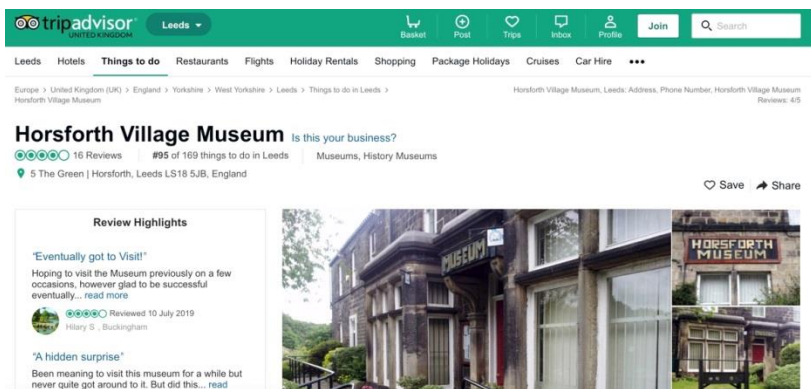 tripadvisor
UNITED KINGDOM
Leeds
Basket
Post
Trips
Inbox
Profile
Join
Search
Leeds Hotels Things to do Restaurants Flights Holiday Rentals Shopping Package Holidays Cruises Car Hire
Europe > United Kingdom (UK) > England > Yorkshire > West Yorkshire > Leeds > Things to do in Leeds >
Horsforth Village Museum
Horsforth Village Museum, Leeds: Address, Phone Number, Horsforth Village Museum
Reviews: 4/5
Horsforth Village Museum Is this your business?
16 Reviews #95 of 169 things to do in Leeds Museums, History Museums
5 The Green | Horsforth, Leeds LS18 5JB, England
Save Share
Review Highlights
"Eventually got to Visit!"
Hoping to visit the Museum previously on a few
occasions, however glad to be successful
eventually... read more
Reviewed 10 July 2019
Hilary S , Buckingham
"A hidden surprise"
Been meaning to visit this museum for a while but
never quite got around to it. But did this... read
MUSEUM
HORSFORTH
MUSEUM